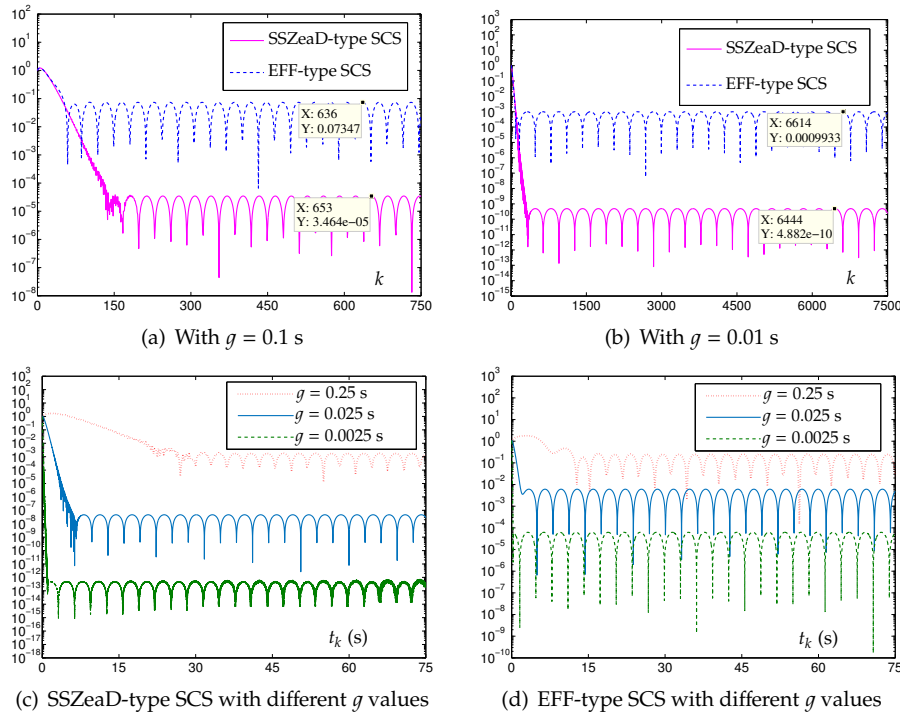 10^3
10^2
10^1
10^0
10^-1
10^-2
10^-3
10^-4
10^-5
10^-6
10^-7
10^-8
0 150 300 450 600 750
SSZeaD-type SCS
EFF-type SCS
X: 636
Y: 0.07347
X: 653
Y: 3.464e−05
k
(a) With g = 0.1 s
10^3
10^2
10^1
10^0
10^-1
10^-2
10^-3
10^-4
10^-5
10^-6
10^-7
10^-8
10^-9
10^-10
10^-11
10^-12
10^-13
10^-15
0 1500 3000 4500 6000 7500
SSZeaD-type SCS
EFF-type SCS
X: 6614
Y: 0.0009933
X: 6444
Y: 4.882e−10
k
(b) With g = 0.01 s
10^3
10^2
10^1
10^0
10^-1
10^-2
10^-3
10^-4
10^-5
10^-6
10^-7
10^-8
10^-9
10^-10
10^-11
10^-12
10^-13
10^-14
10^-15
10^-16
10^-18
0 15 30 45 60 75
g = 0.25 s
g = 0.025 s
g = 0.0025 s
t_k (s)
(c) SSZeaD-type SCS with different g values
10^3
10^2
10^1
10^0
10^-1
10^-2
10^-3
10^-4
10^-5
10^-6
10^-7
10^-8
10^-9
10^-10
0 15 30 45 60 75
g = 0.25 s
g = 0.025 s
g = 0.0025 s
t_k (s)
(d) EFF-type SCS with different g values